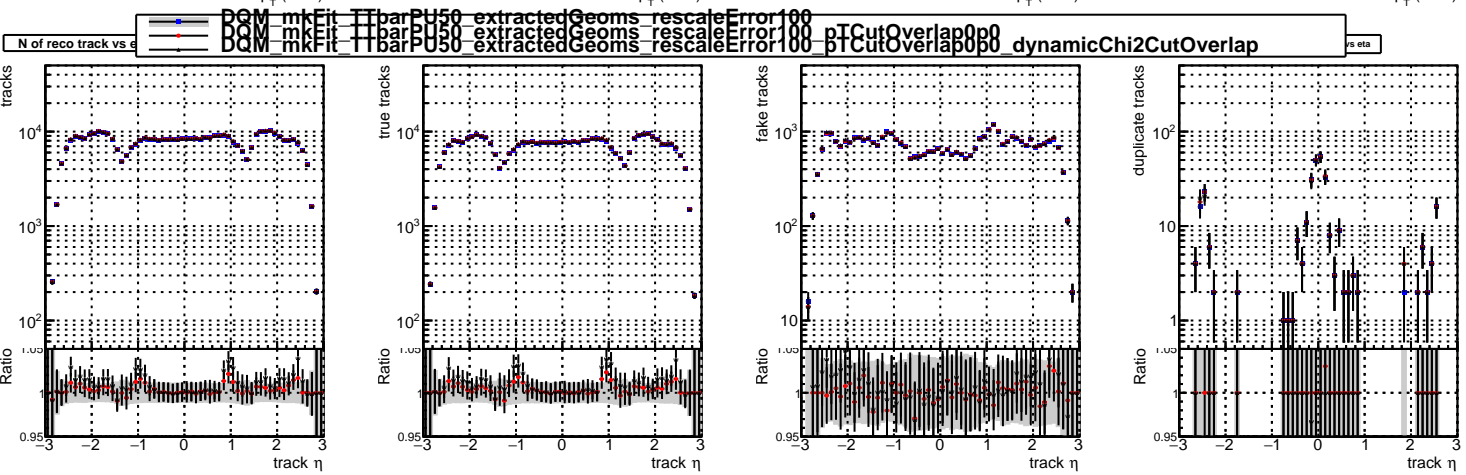 DQM_mkFit_TTbarPU50_extractedGeoms_rescaleError100
DQM_mkFit_TTbarPU50_extractedGeoms_rescaleError100_pTCutOverlap0p0
DQM_mkFit_TTbarPU50_extractedGeoms_rescaleError100_pTCutOverlap0p0_dynamicChi2CutOverlap
N of reco track vs e
vs eta
tracks
10⁴
10³
10²
Ratio
1.05
1
0.95
−3 −2 −1 0 1 2 3
track η
true tracks
10⁴
10³
10²
Ratio
1.05
1
0.95
−3 −2 −1 0 1 2 3
track η
fake tracks
10³
10²
10
Ratio
1.05
1
0.95
−3 −2 −1 0 1 2 3
track η
duplicate tracks
10²
10
1
Ratio
1.05
1
0.95
−3 −2 −1 0 1 2 3
track η